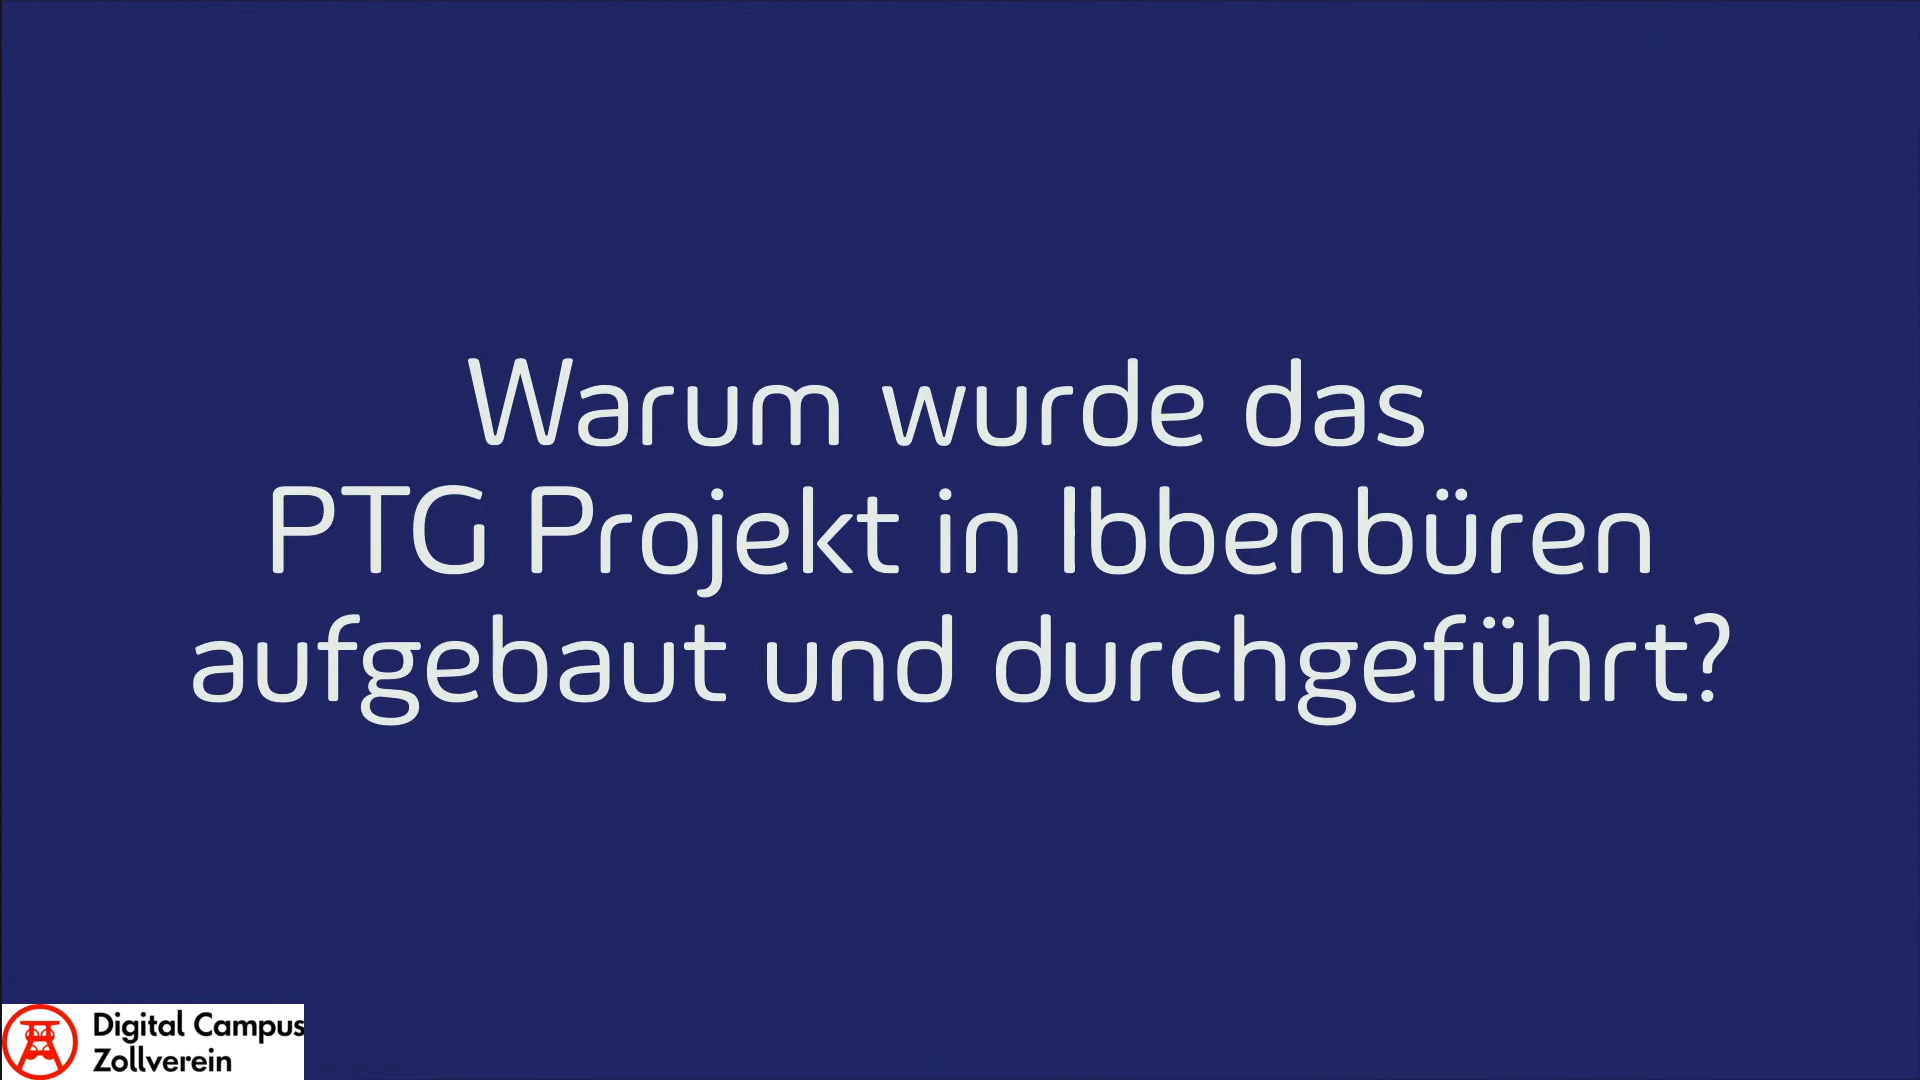 Warum wurde das
PTG Projekt in Ibbenbüren
aufgebaut und durchgeführt?
Digital Campus
Zollverein